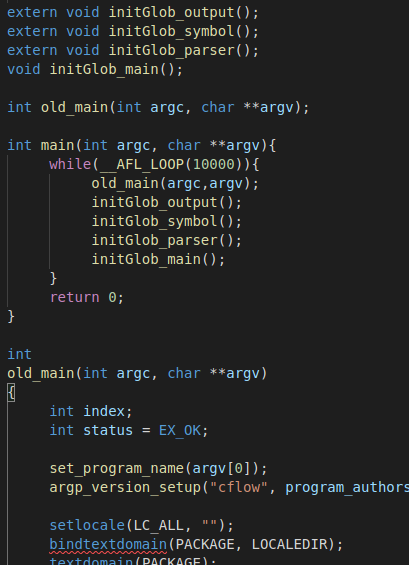 extern void initGlob_output();
extern void initGlob_symbol();
extern void initGlob_parser();
void initGlob_main();

int old_main(int argc, char **argv);

int main(int argc, char **argv){
     while(__AFL_LOOP(10000)){
          old_main(argc,argv);
          initGlob_output();
          initGlob_symbol();
          initGlob_parser();
          initGlob_main();
     }
     return 0;
}

int
old_main(int argc, char **argv)
{
     int index;
     int status = EX_OK;

     set_program_name(argv[0]);
     argp_version_setup("cflow", program_authors

     setlocale(LC_ALL, "");
     bindtextdomain(PACKAGE, LOCALEDIR);
     textdomain(PACKAGE);